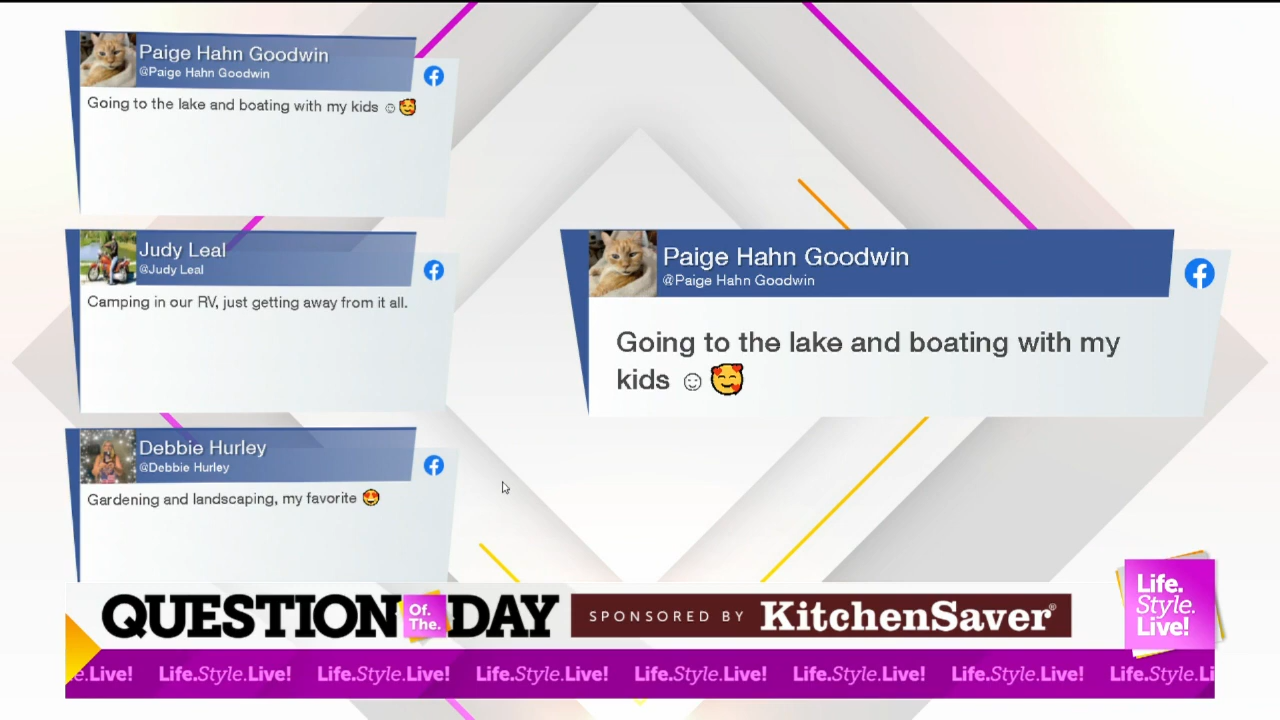 Paige Hahn Goodwin
@Paige Hahn Goodwin
Going to the lake and boating with my kids ☺🥰
Judy Leal
@Judy Leal
Camping in our RV, just getting away from it all.
Debbie Hurley
@Debbie Hurley
Gardening and landscaping, my favorite 😍
Paige Hahn Goodwin
@Paige Hahn Goodwin
Going to the lake and boating with my
kids ☺🥰
QUESTION Of. The. DAY
SPONSORED BY KitchenSaver®
Life.
Style.
Live!
e.Live! Life.Style.Live! Life.Style.Live! Life.Style.Live! Life.Style.Live! Life.Style.Live! Life.Style.Live! Life.Style.Li